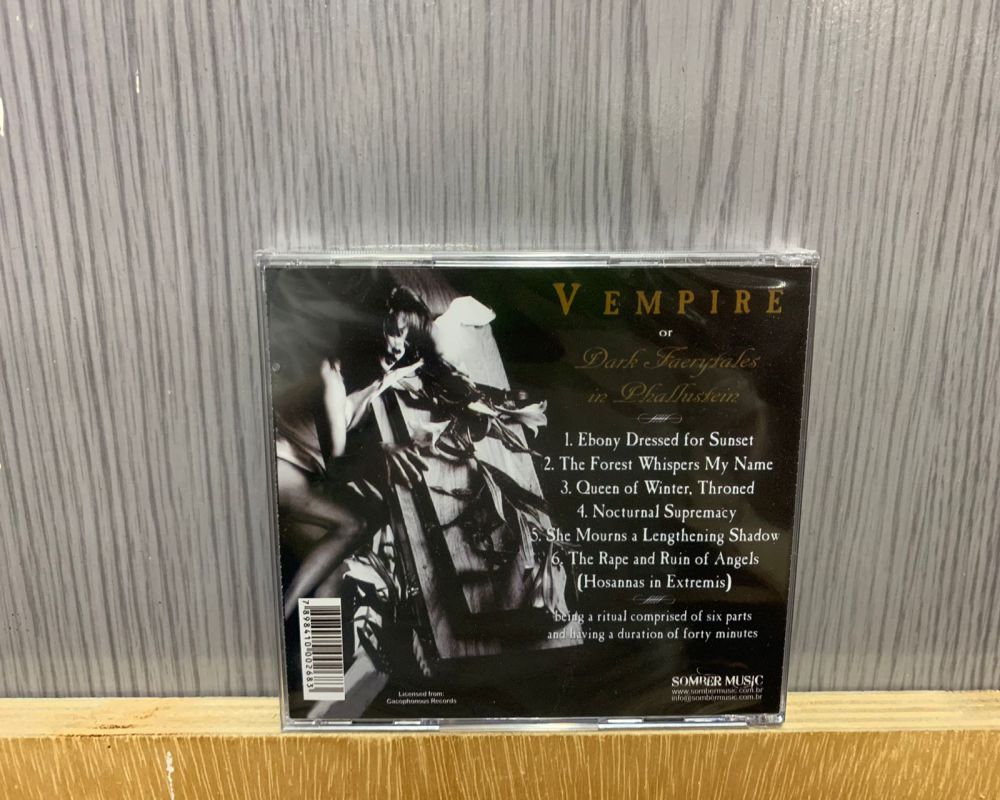 VEMPIRE
or
Dark Faerytales
in Phallustein
1. Ebony Dressed for Sunset
2. The Forest Whispers My Name
3. Queen of Winter, Throned
4. Nocturnal Supremacy
5. She Mourns a Lengthening Shadow
6. The Rape and Ruin of Angels
(Hosannas in Extremis)
being a ritual comprised of six parts
and having a duration of forty minutes
7 898410 002683
Licensed from:
Cacophonous Records
SOMBER MUSIC
www.sombermusic.com.br
info@sombermusic.com.br